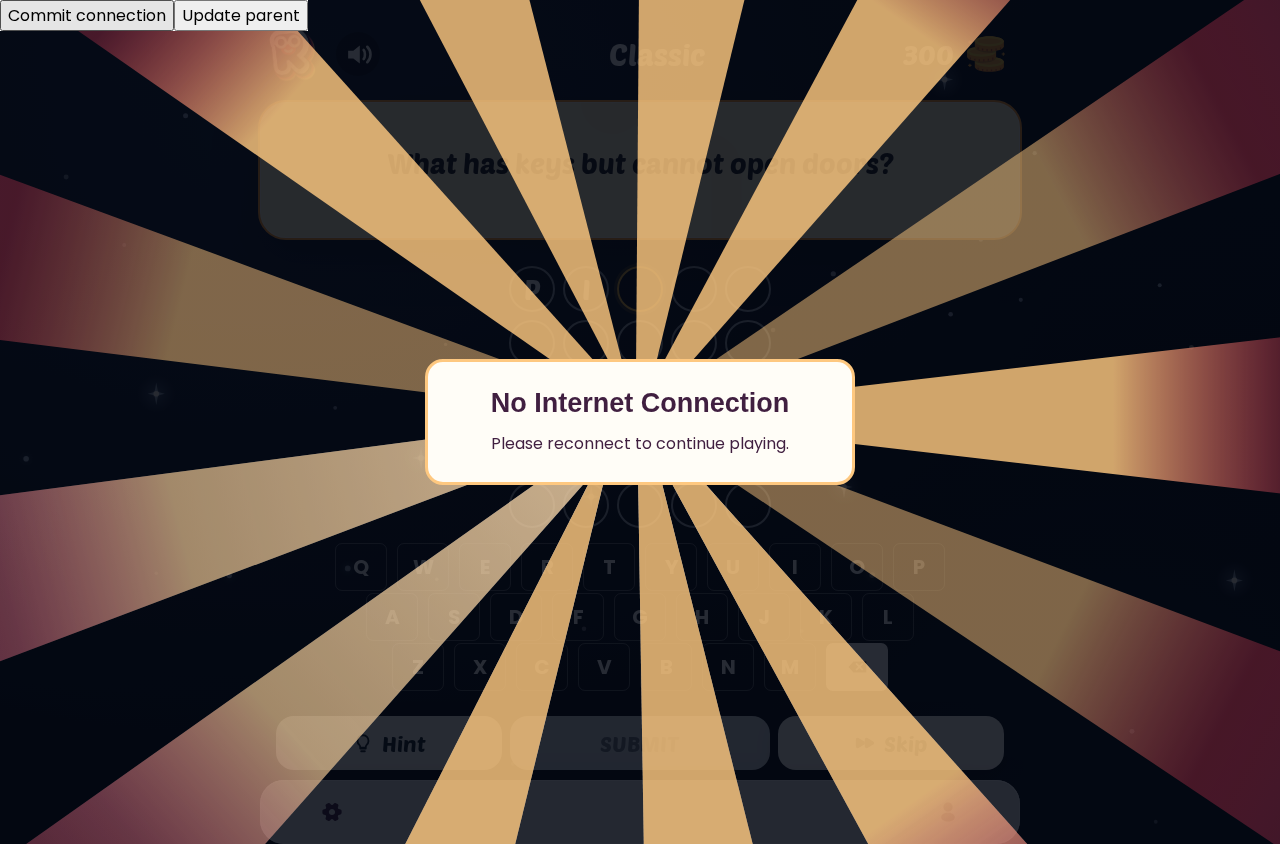 Commit connection Update parent
Classic 300
What has keys but cannot open doors?
P I
No Internet Connection
Please reconnect to continue playing.
Q W E R T Y U I O P
A S D F G H J K L
Z X C V B N M
Hint SUBMIT Skip